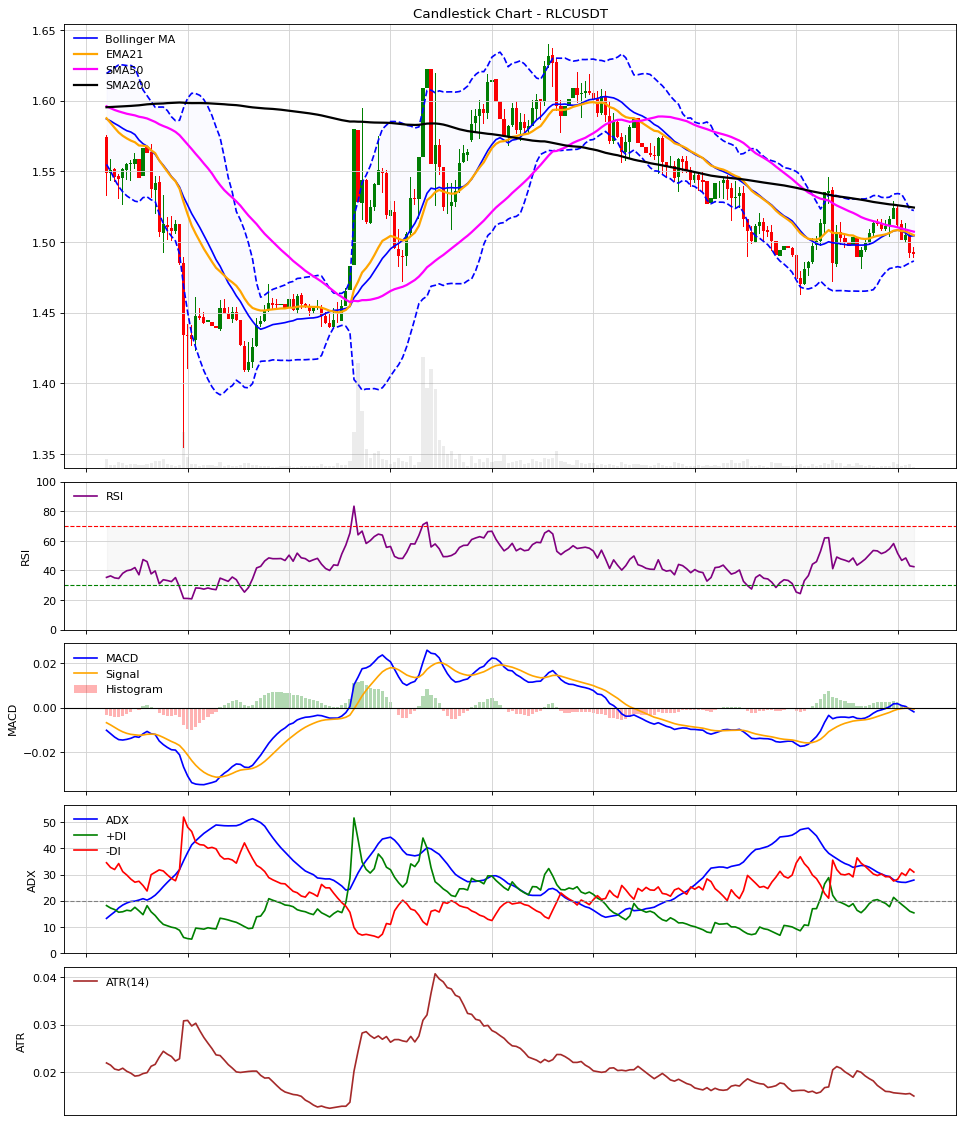 Candlestick Chart - RLCUSDT
1.65
1.60
1.55
1.50
1.45
1.40
1.35
Bollinger MA
EMA21
SMA50
SMA200
100
80
60
40
20
0
RSI
RSI
0.02
0.00
−0.02
MACD
MACD
Signal
Histogram
50
40
30
20
10
0
ADX
ADX
+DI
-DI
0.04
0.03
0.02
ATR
ATR(14)